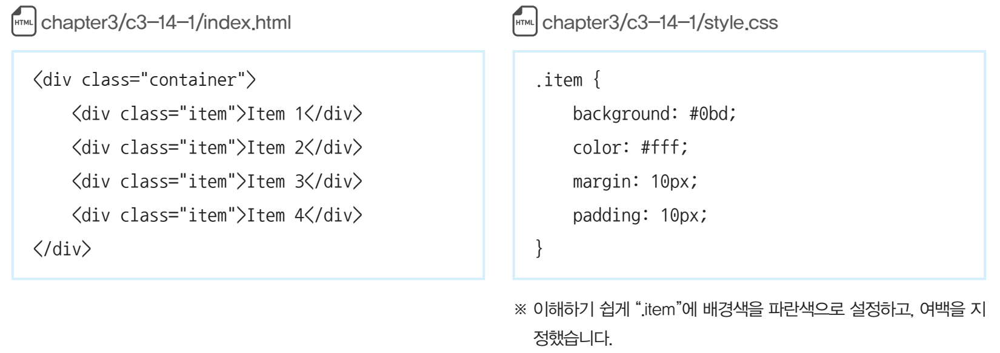 HTML chapter3/c3-14-1/index.html
<div class="container">
    <div class="item">Item 1</div>
    <div class="item">Item 2</div>
    <div class="item">Item 3</div>
    <div class="item">Item 4</div>
</div>
HTML chapter3/c3-14-1/style.css
.item {
    background: #0bd;
    color: #fff;
    margin: 10px;
    padding: 10px;
}
※ 이해하기 쉽게 “.item”에 배경색을 파란색으로 설정하고, 여백을 지
정했습니다.